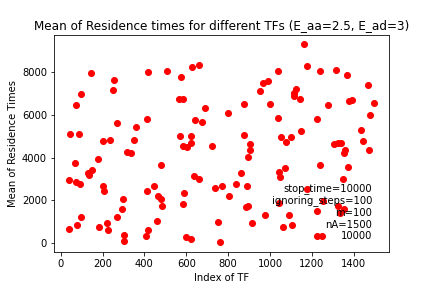 Mean of Residence times for different TFs (E_aa=2.5, E_ad=3)
Mean of Residence Times
8000
6000
4000
2000
0
stop_time=10000
ignoring_steps=100
m=100
nA=1500
10000
0 200 400 600 800 1000 1200 1400
Index of TF